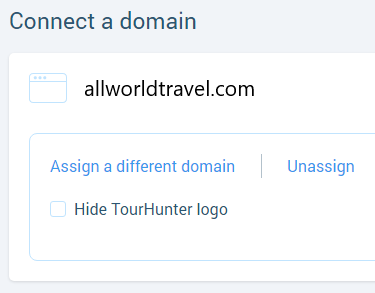 Connect a domain
allworldtravel.com
Assign a different domain | Unassign
Hide TourHunter logo